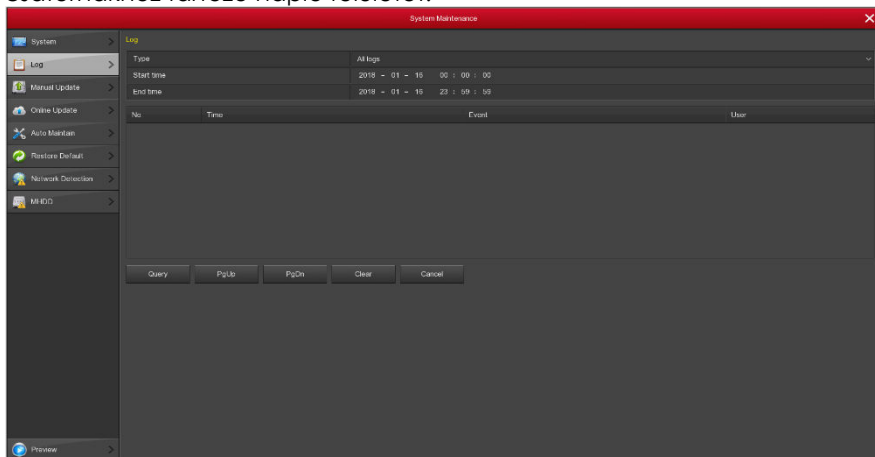 System Maintenance
System
Log
Manual Update
Online Update
Auto Maintain
Restore Default
Network Detection
MHDD
Preview
Log
Type All logs
Start time 2018 - 01 - 16 00 : 00 : 00
End time 2018 - 01 - 16 23 : 59 : 59
No Time Event User
Query PgUp PgDn Clear Cancel